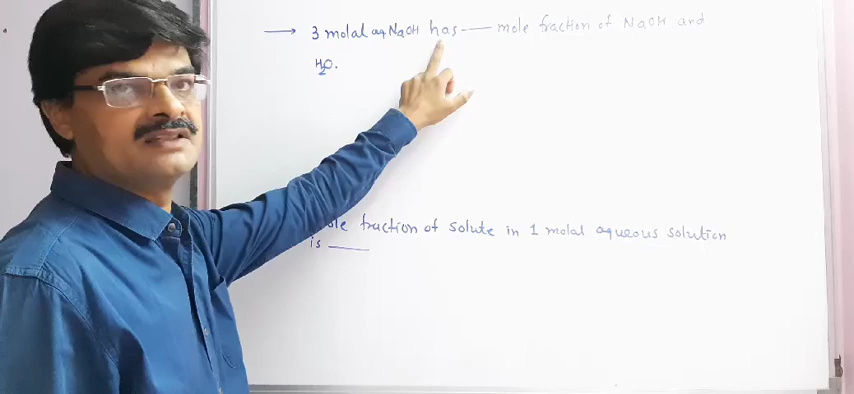 → 3 molal aq NaOH has — mole fraction of NaOH and
H₂O.
fraction of solute in 1 molal aqueous solution
is ___